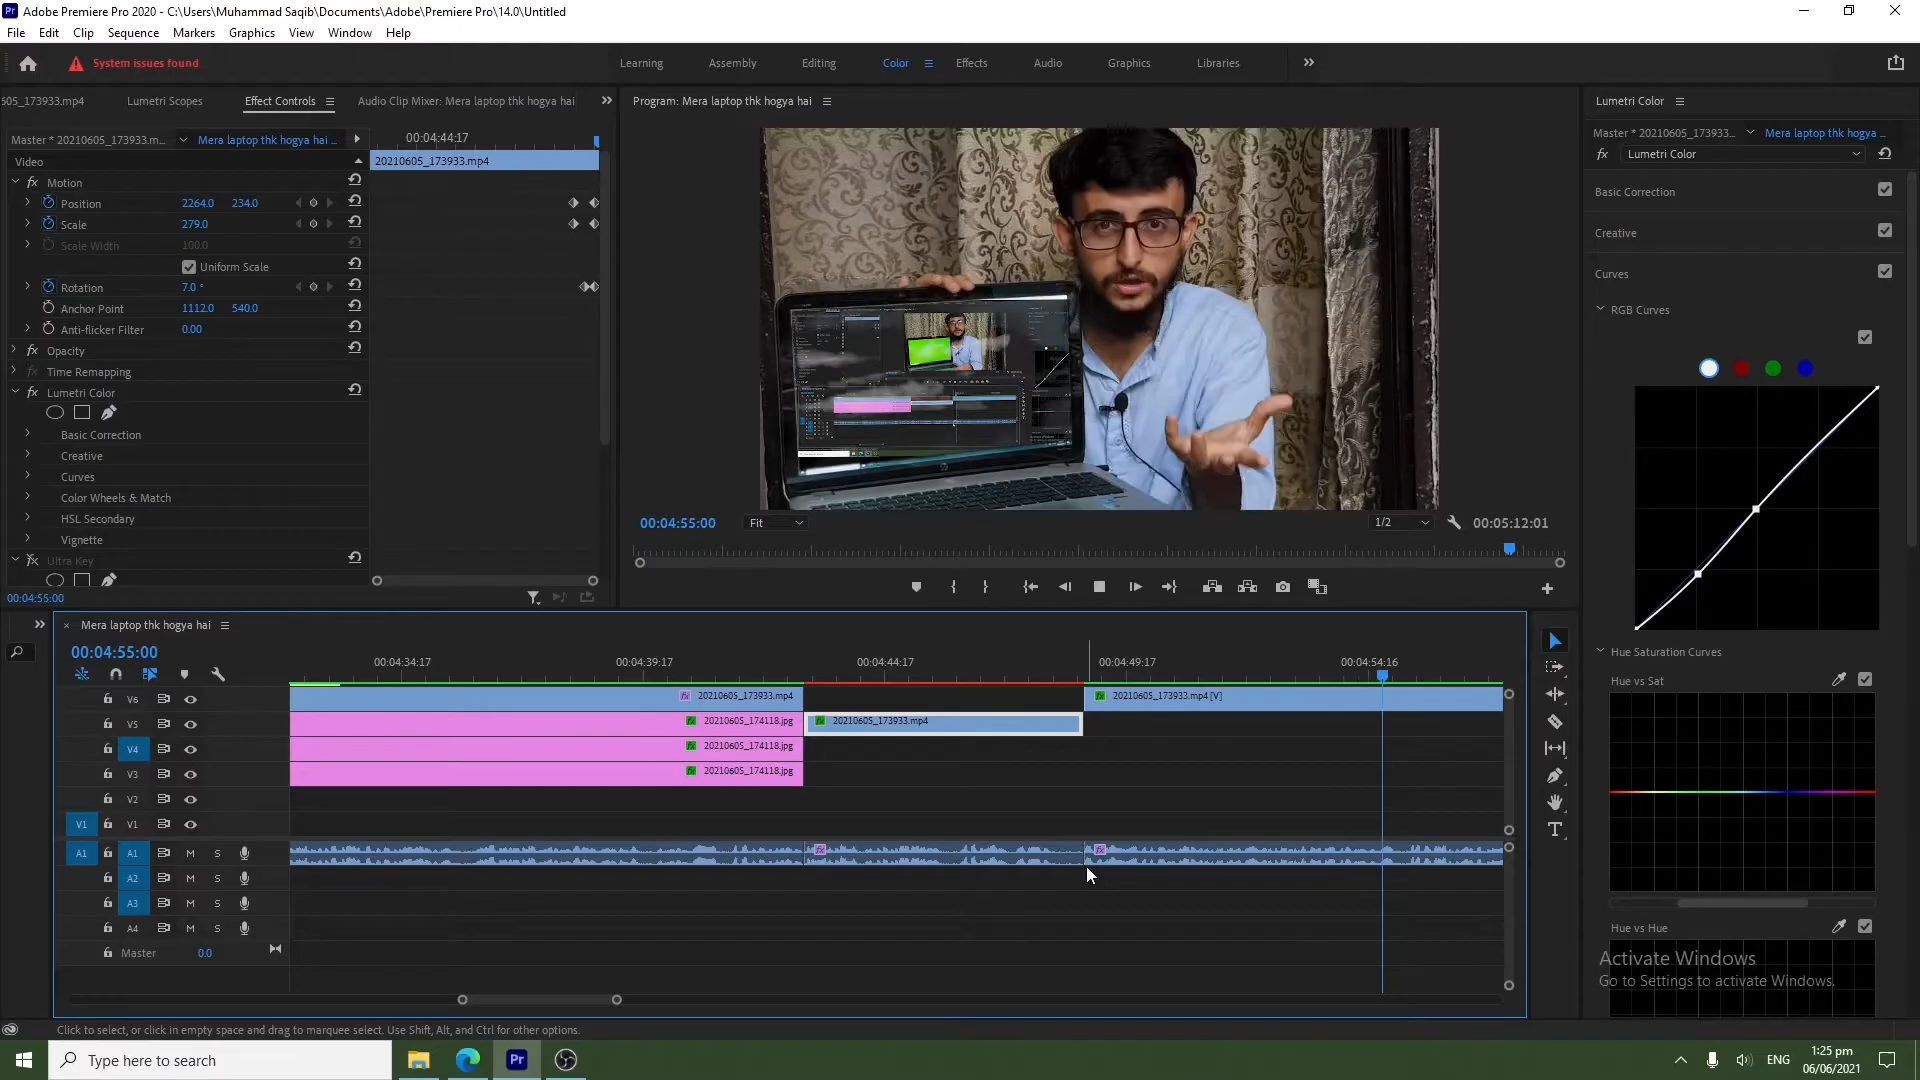 Pr Adobe Premiere Pro 2020 - C:\Users\Muhammad Saqib\Documents\Adobe\Premiere Pro\14.0\Untitled
File Edit Clip Sequence Markers Graphics View Window Help
System issues found
Learning Assembly Editing Color Effects Audio Graphics Libraries
605_173933.mp4 Lumetri Scopes Effect Controls Audio Clip Mixer: Mera laptop thk hogya hai
Program: Mera laptop thk hogya hai
Lumetri Color
Master * 20210605_173933.m... Mera laptop thk hogya hai ...
00:04:44:17
Master * 20210605_173933... Mera laptop thk hogya ...
fx Lumetri Color
Video
20210605_173933.mp4
fx Motion
Position 2264.0 234.0
Scale 279.0
Scale Width 100.0
Uniform Scale
Rotation 7.0 °
Anchor Point 1112.0 540.0
Anti-flicker Filter 0.00
fx Opacity
fx Time Remapping
fx Lumetri Color
Basic Correction
Creative
Curves
Color Wheels & Match
HSL Secondary
Vignette
fx Ultra Key
00:04:55:00
00:04:55:00 Fit 1/2 00:05:12:01
Basic Correction
Creative
Curves
RGB Curves
Hue Saturation Curves
Hue vs Sat
Hue vs Hue
Mera laptop thk hogya hai
00:04:55:00
00:04:34:17 00:04:39:17 00:04:44:17 00:04:49:17 00:04:54:16
V6 fx 20210605_173933.mp4 fx 20210605_173933.mp4 [V]
V5 fx 20210605_174118.jpg fx 20210605_173933.mp4
V4 fx 20210605_174118.jpg
V3 fx 20210605_174118.jpg
V2
V1 V1
A1 A1 M S fx fx
A2 M S
A3 M S
A4 M S
Master 0.0
T
Activate Windows
Go to Settings to activate Windows.
Click to select, or click in empty space and drag to marquee select. Use Shift, Alt, and Ctrl for other options.
Type here to search
Pr
ENG
1:25 pm
06/06/2021